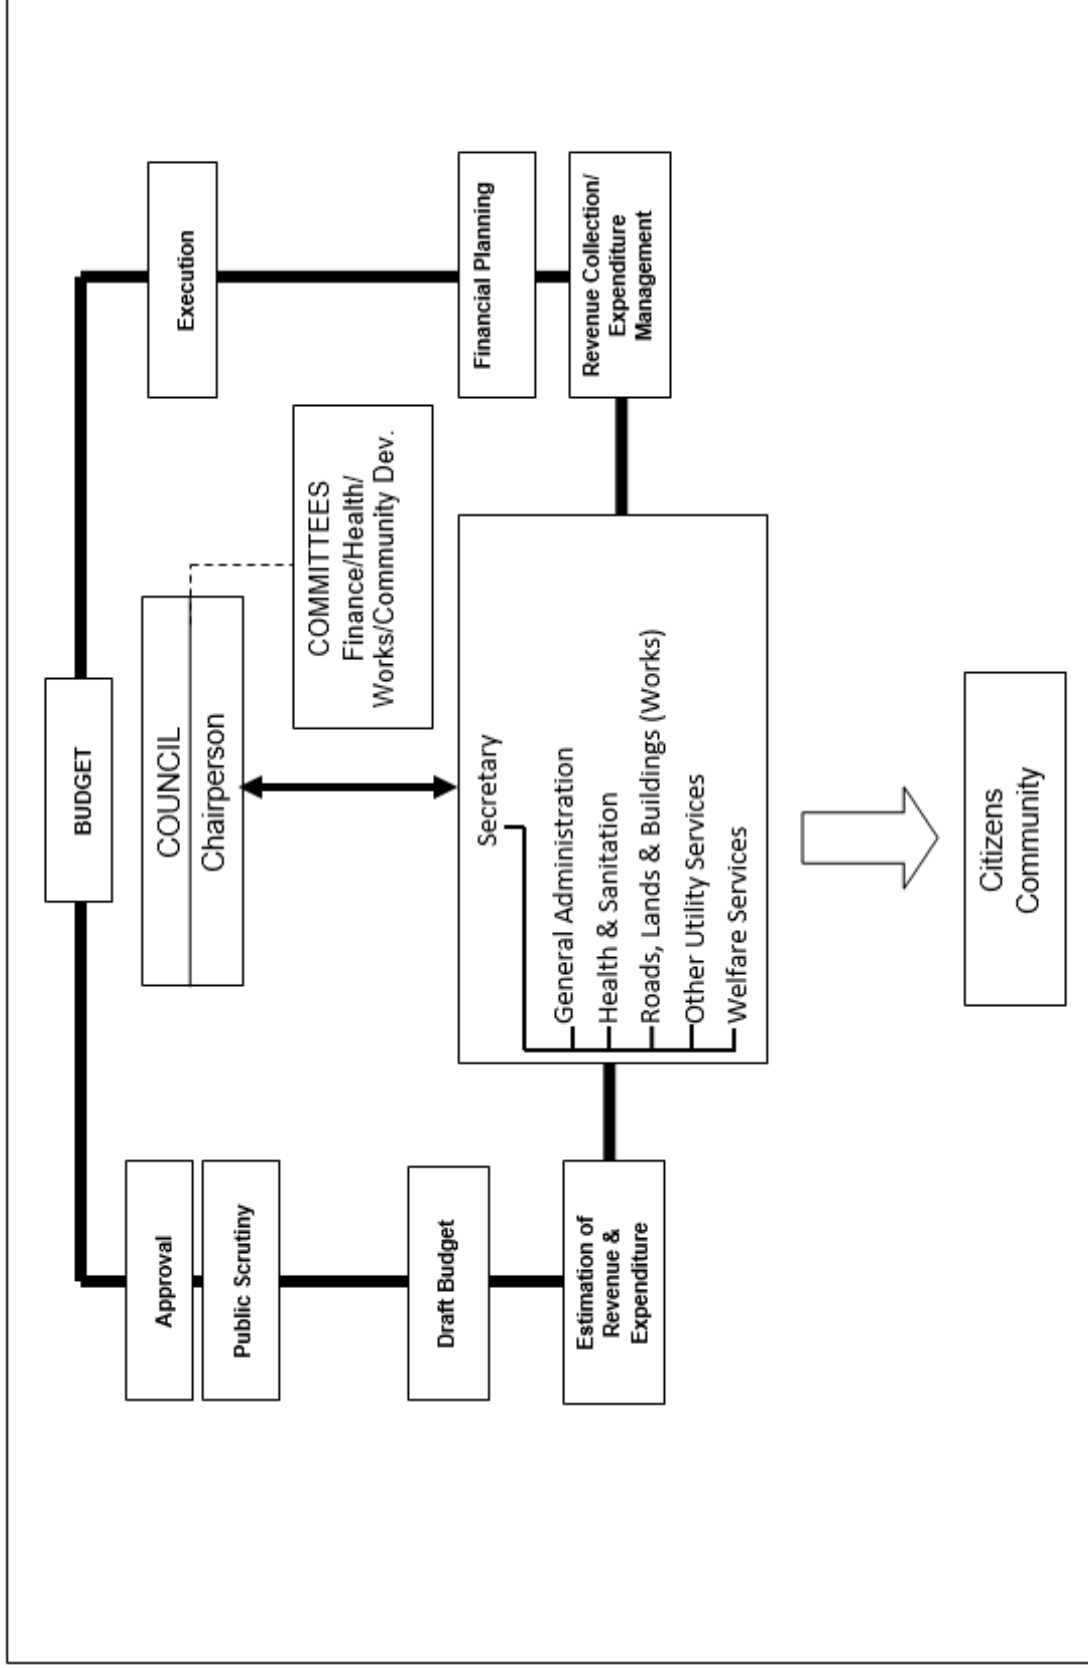 BUDGET
COUNCIL
Chairperson
Approval
Public Scrutiny
Execution
COMMITTEES
Finance/Health/
Works/Community Dev.
Draft Budget
Financial Planning
Secretary
General Administration
Health & Sanitation
Roads, Lands & Buildings (Works)
Other Utility Services
Welfare Services
Estimation of
Revenue &
Expenditure
Revenue Collection/
Expenditure
Management
Citizens
Community